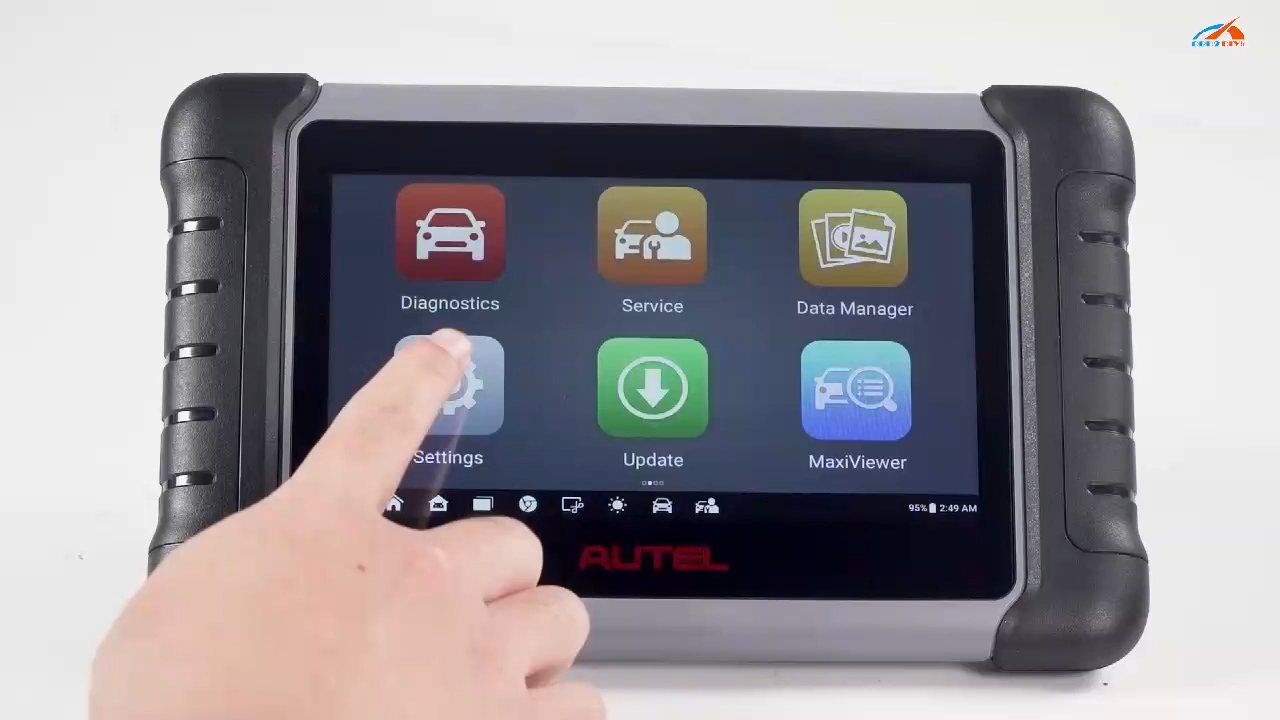 Diagnostics
Service
Data Manager
Settings
Update
MaxiViewer
95%
2:49 AM
AUTEL